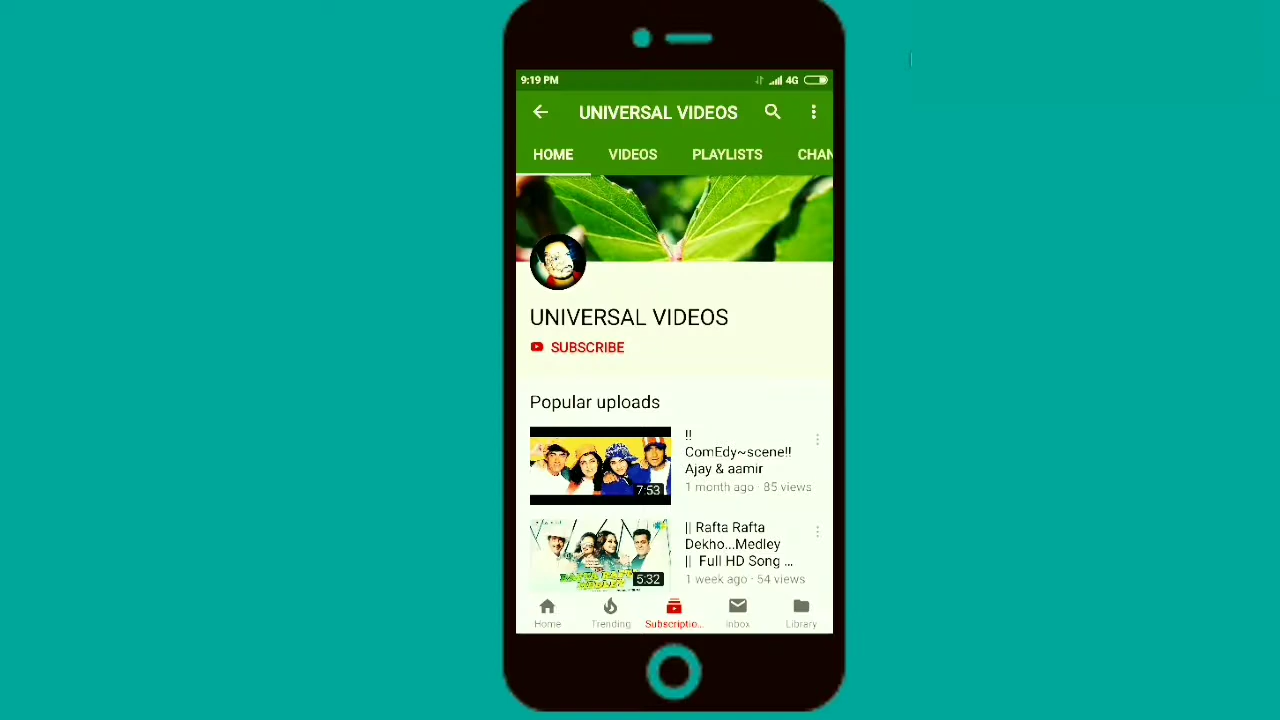 9:19 PM 4G
UNIVERSAL VIDEOS
HOME VIDEOS PLAYLISTS CHAN
UNIVERSAL VIDEOS
SUBSCRIBE
Popular uploads
!!
ComEdy~scene!!
Ajay & aamir
1 month ago · 85 views
7:53
|| Rafta Rafta
Dekho...Medley
|| Full HD Song ...
1 week ago · 54 views
5:32
Home Trending Subscriptio... Inbox Library